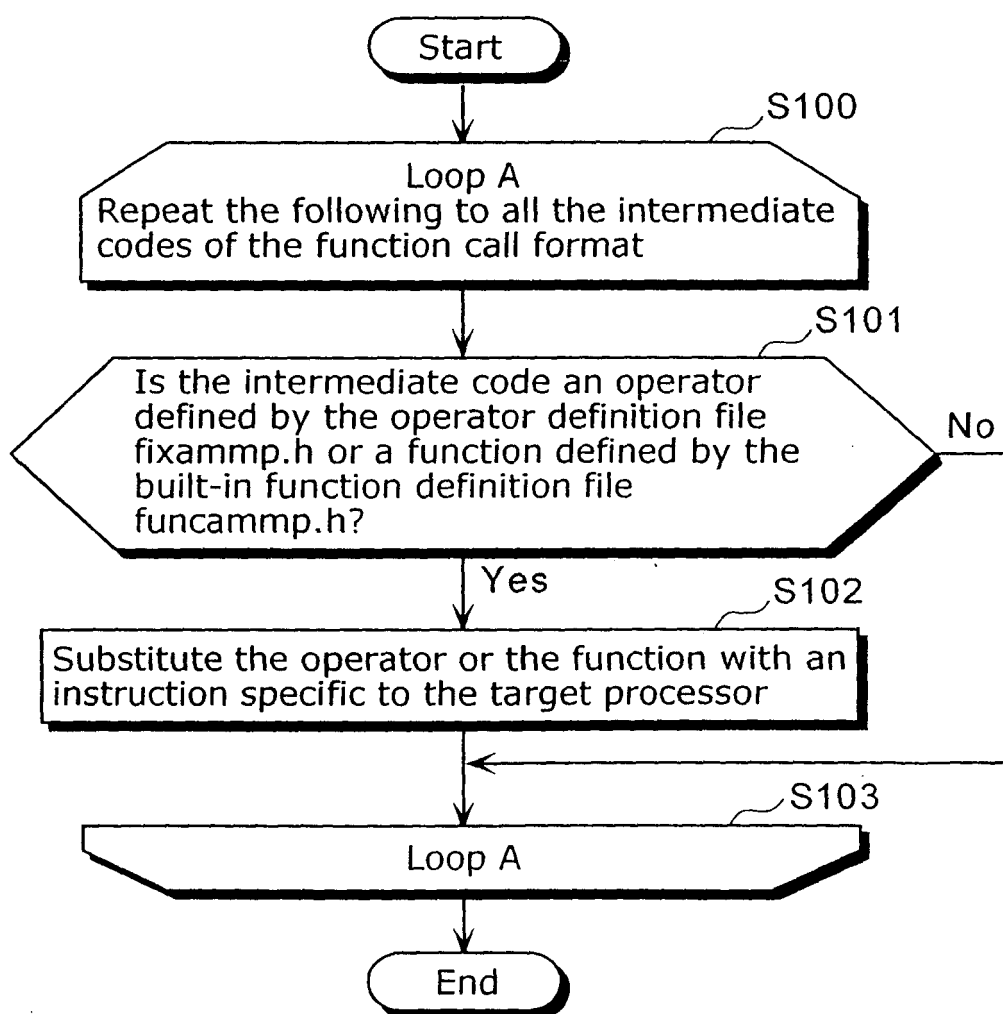 Start
S100
Loop A
Repeat the following to all the intermediate
codes of the function call format
S101
Is the intermediate code an operator
defined by the operator definition file
fixammp.h or a function defined by the
built-in function definition file
funcammp.h?
No
Yes
S102
Substitute the operator or the function with an
instruction specific to the target processor
S103
Loop A
End